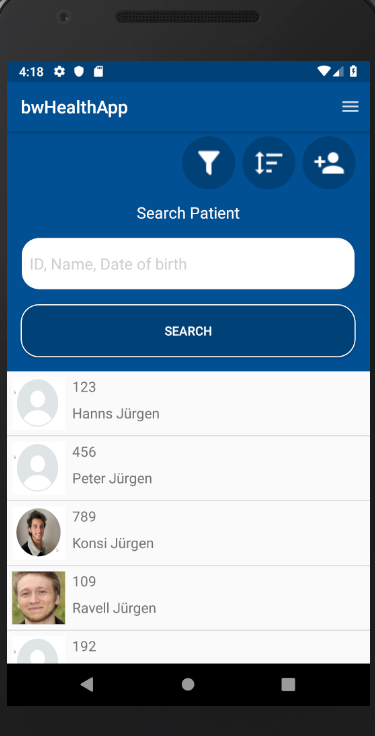 4:18
bwHealthApp
Search Patient
ID, Name, Date of birth
SEARCH
123
Hanns Jürgen
456
Peter Jürgen
789
Konsi Jürgen
109
Ravell Jürgen
192